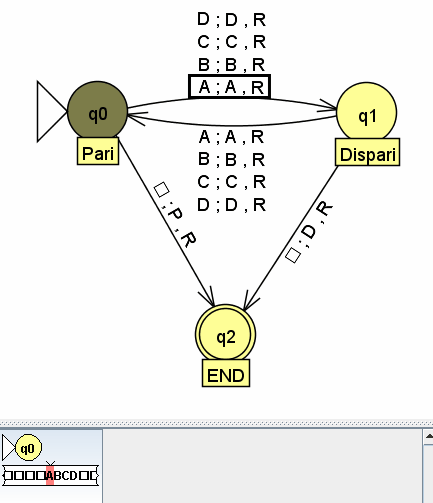 D ; D , R
C ; C , R
B ; B , R
A ; A , R
q0
q1
Pari
Dispari
A ; A , R
B ; B , R
C ; C , R
D ; D , R
□ ; P , R
□ ; D , R
q2
END
q0
□□□□ABCD□□